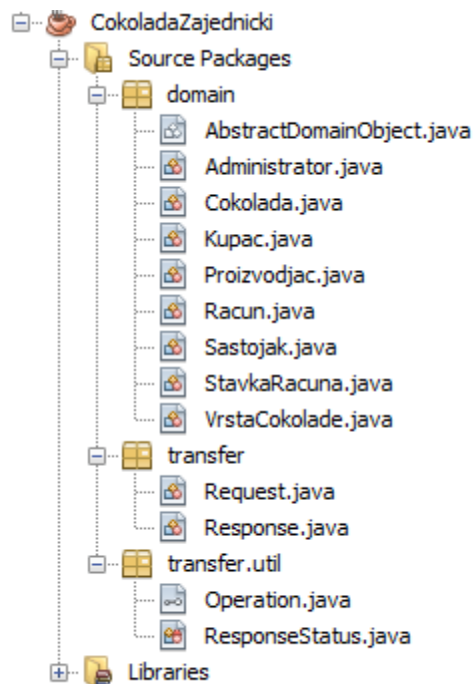 CokoladaZajednicki
Source Packages
domain
AbstractDomainObject.java
Administrator.java
Cokolada.java
Kupac.java
Proizvodjac.java
Racun.java
Sastojak.java
StavkaRacuna.java
VrstaCokolade.java
transfer
Request.java
Response.java
transfer.util
Operation.java
ResponseStatus.java
Libraries